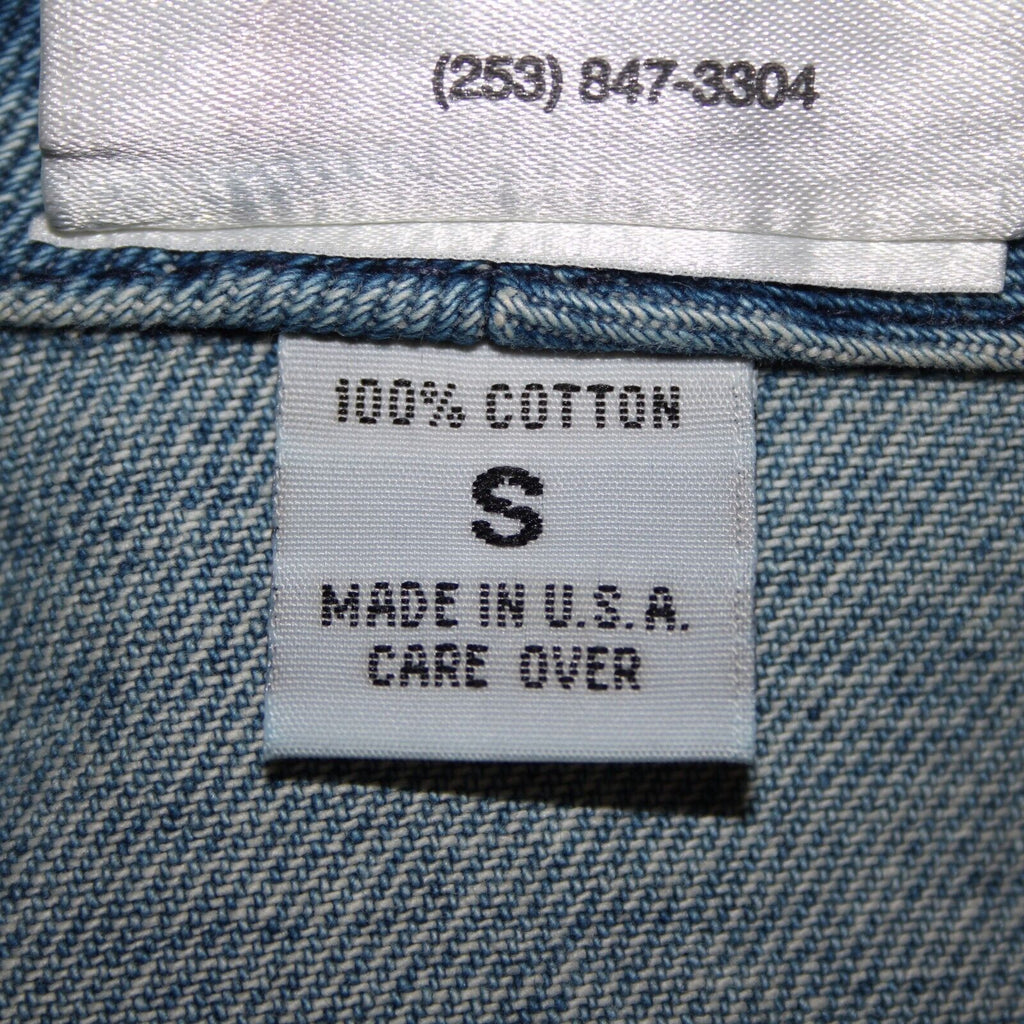 (253) 847-3304
100% COTTON
S
MADE IN U.S.A.
CARE OVER